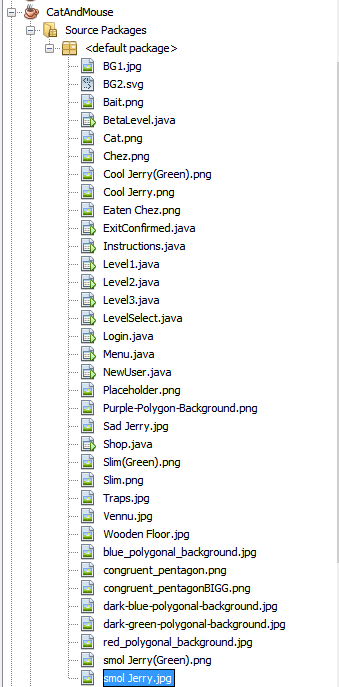 CatAndMouse
Source Packages
<default package>
BG1.jpg
BG2.svg
Bait.png
BetaLevel.java
Cat.png
Chez.png
Cool Jerry(Green).png
Cool Jerry.png
Eaten Chez.png
ExitConfirmed.java
Instructions.java
Level1.java
Level2.java
Level3.java
LevelSelect.java
Login.java
Menu.java
NewUser.java
Placeholder.png
Purple-Polygon-Background.png
Sad Jerry.jpg
Shop.java
Slim(Green).png
Slim.png
Traps.jpg
Vennu.jpg
Wooden Floor.jpg
blue_polygonal_background.jpg
congruent_pentagon.png
congruent_pentagonBIGG.png
dark-blue-polygonal-background.jpg
dark-green-polygonal-background.jpg
red_polygonal_background.jpg
smol Jerry(Green).png
smol Jerry.jpg